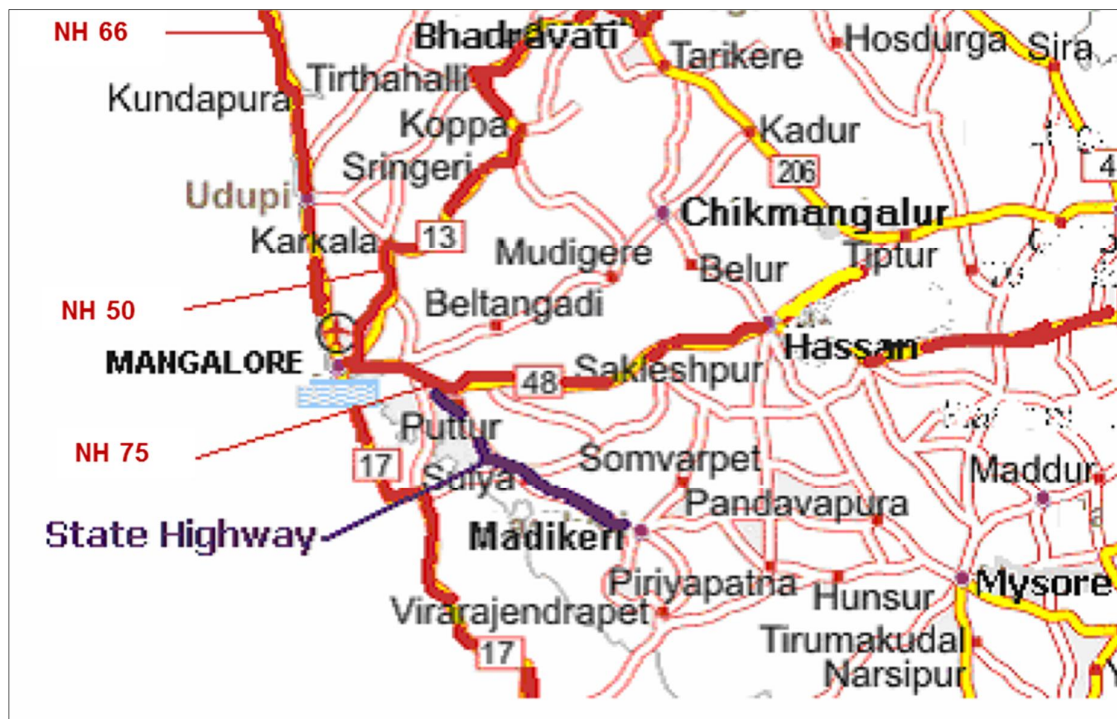 NH 66
Bhadravati
Hosdurga
Sira
Tirthahalli
Tarikere
Kundapura
Koppa
Kadur
Sringeri
206
4
Udupi
Chikmangalur
Karkala
13
Mudigere
Belur
Tiptur
NH 50
Beltangadi
MANGALORE
Hassan
Sakleshpur
48
Puttur
NH 75
17
Sulya
Somvarpet
Maddur
Pandavapura
State Highway
Madikeri
Piriyapatna
Hunsur
Mysore
Virarajendrapet
Tirumakudal
17
Narsipur